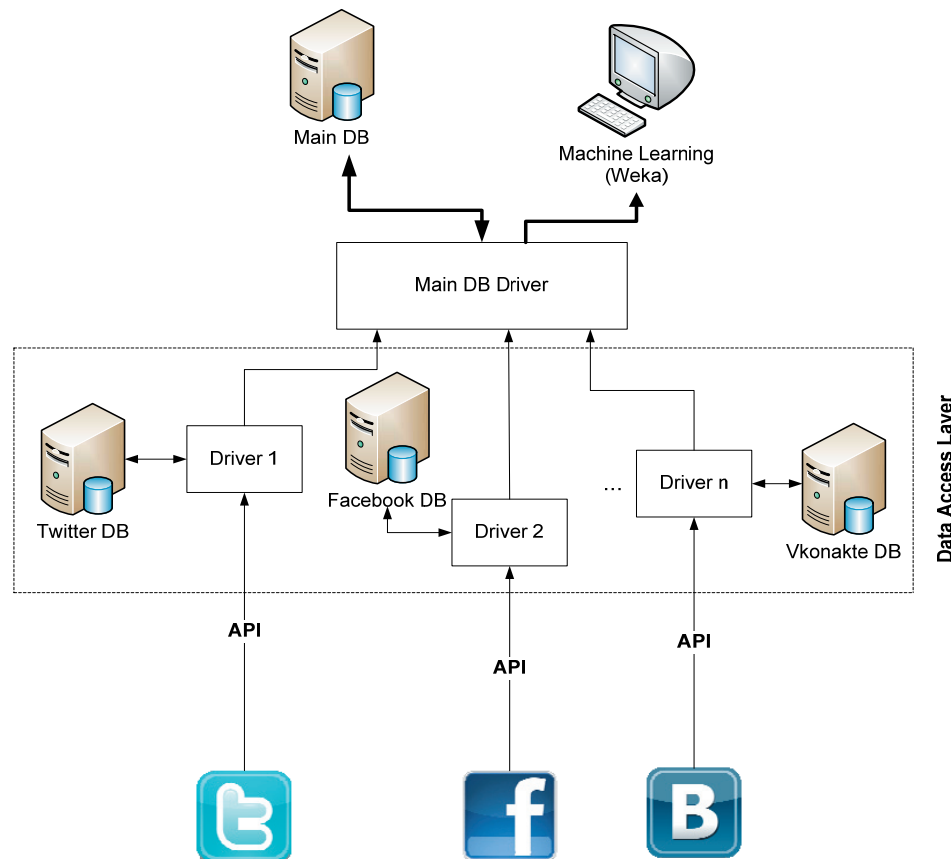 Main DB
Machine Learning
(Weka)
Main DB Driver
Data Access Layer
Driver 1
Facebook DB
Driver 2
...
Driver n
Twitter DB
Vkonakte DB
API
API
API
t
f
B